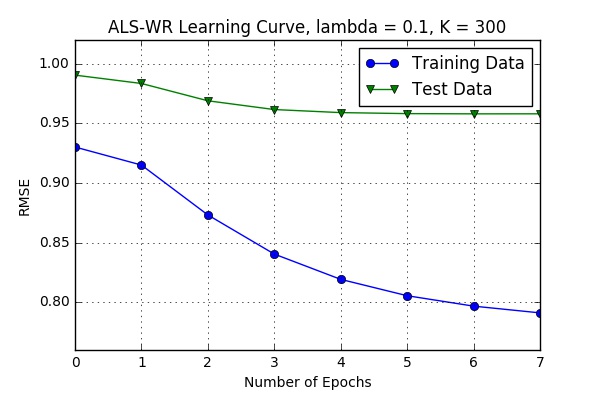 ALS-WR Learning Curve, lambda = 0.1, K = 300
Training Data
Test Data
1.00
0.95
0.90
0.85
0.80
RMSE
0 1 2 3 4 5 6 7
Number of Epochs